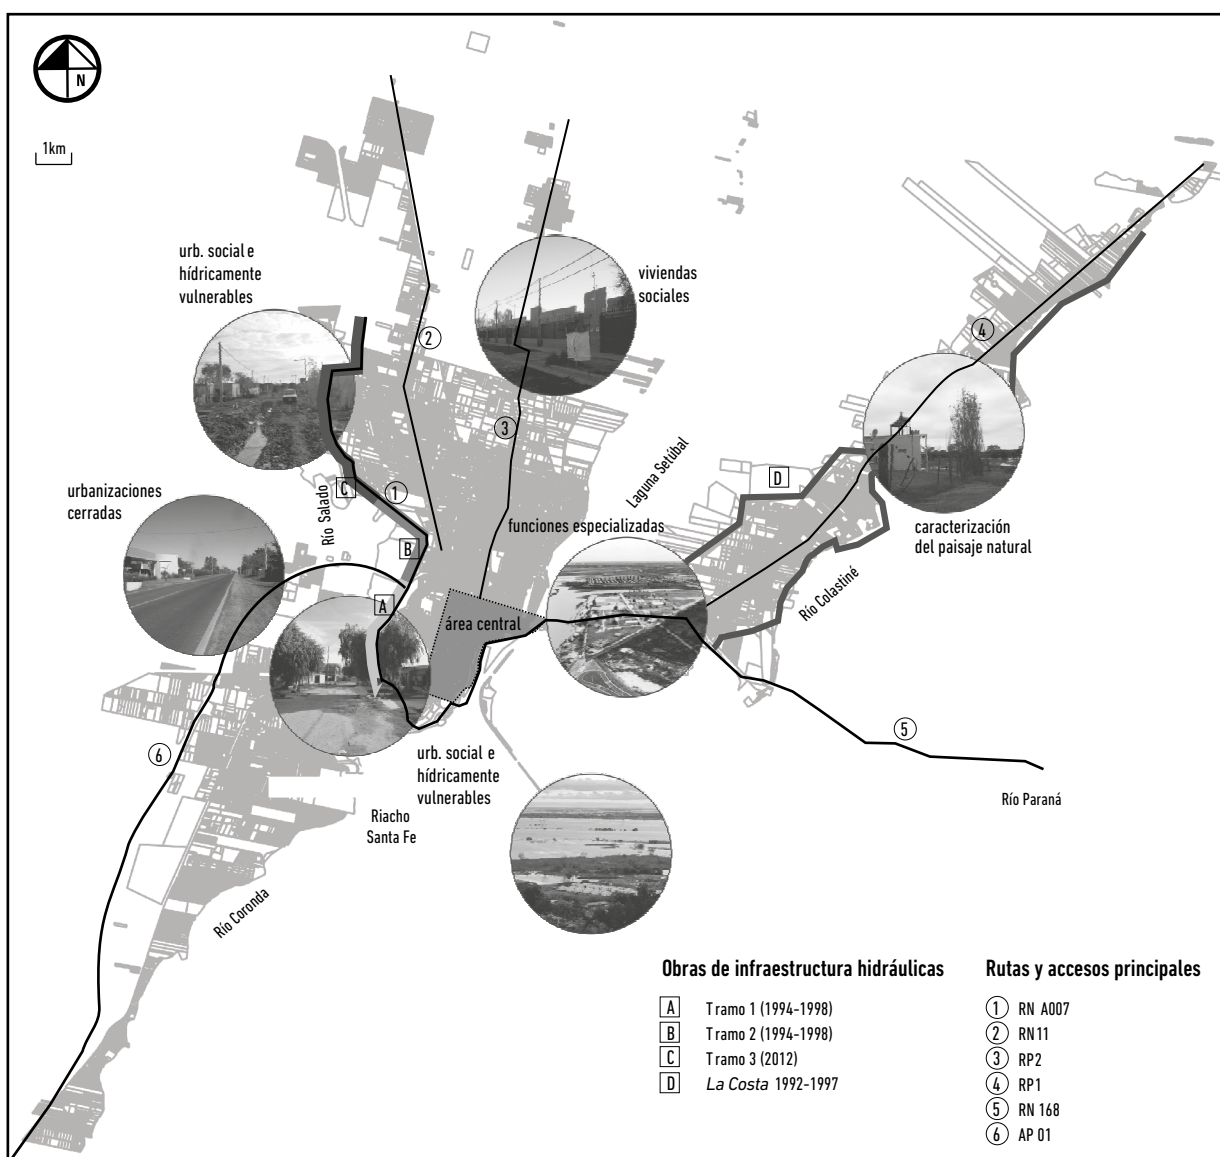 N
1km
urb. social e
hídricamente
vulnerables
viviendas
sociales
2
4
3
Laguna Setúbal
D
C
1
Río Salado
urbanizaciones
cerradas
funciones especializadas
caracterización
del paisaje natural
B
Río Colastiné
A
área central
6
5
urb. social e
hídricamente
vulnerables
Riacho
Santa Fe
Río Paraná
Río Coronda
Obras de infraestructura hidráulicas
A Tramo 1 (1994-1998)
B Tramo 2 (1994-1998)
C Tramo 3 (2012)
D La Costa 1992-1997
Rutas y accesos principales
1 RN A007
2 RN11
3 RP2
4 RP1
5 RN 168
6 AP 01